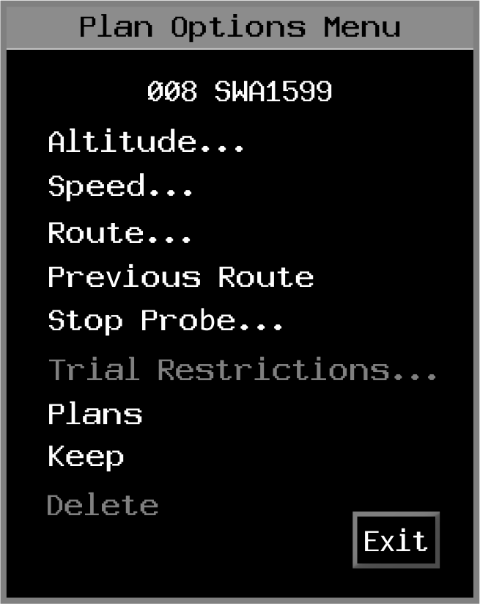 Plan Options Menu
008 SWA1599
Altitude...
Speed...
Route...
Previous Route
Stop Probe...
Trial Restrictions...
Plans
Keep
Delete
Exit